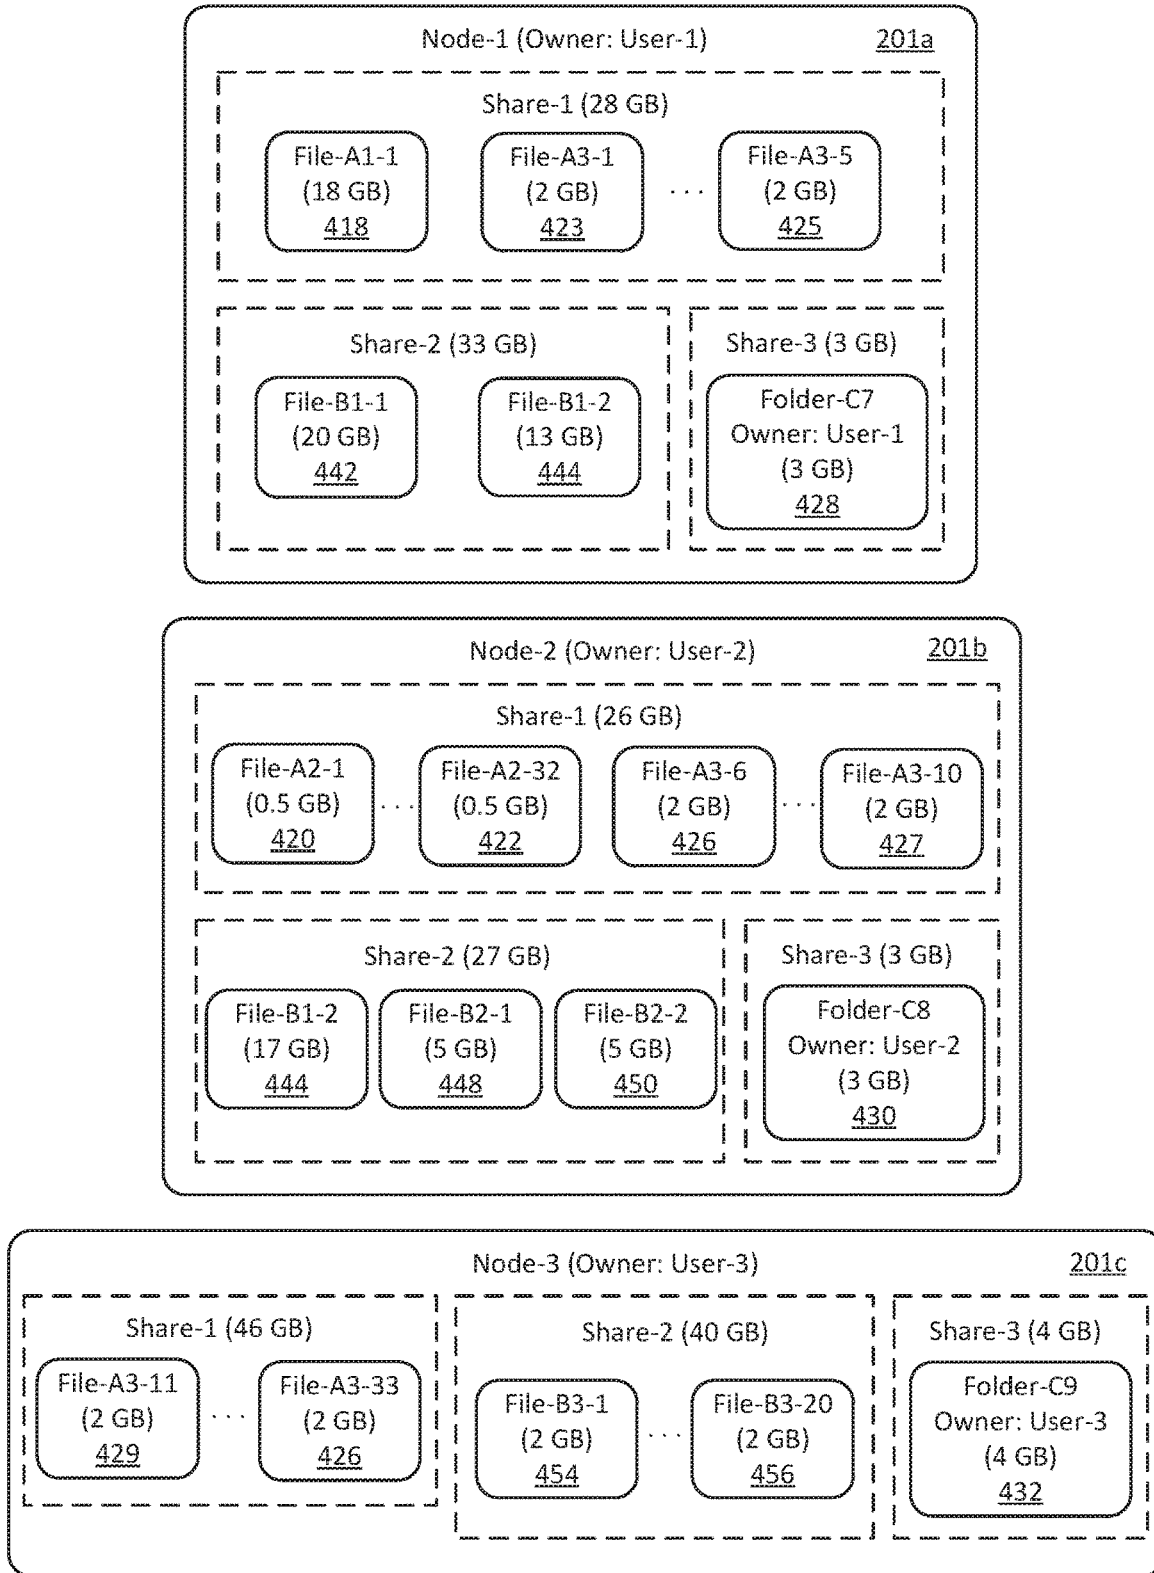 Node-1 (Owner: User-1) 201a
Share-1 (28 GB)
File-A1-1
(18 GB)
418
File-A3-1
(2 GB)
423
. . .
File-A3-5
(2 GB)
425
Share-2 (33 GB)
File-B1-1
(20 GB)
442
File-B1-2
(13 GB)
444
Share-3 (3 GB)
Folder-C7
Owner: User-1
(3 GB)
428
Node-2 (Owner: User-2) 201b
Share-1 (26 GB)
File-A2-1
(0.5 GB)
420
. . .
File-A2-32
(0.5 GB)
422
File-A3-6
(2 GB)
426
. . .
File-A3-10
(2 GB)
427
Share-2 (27 GB)
File-B1-2
(17 GB)
444
File-B2-1
(5 GB)
448
File-B2-2
(5 GB)
450
Share-3 (3 GB)
Folder-C8
Owner: User-2
(3 GB)
430
Node-3 (Owner: User-3) 201c
Share-1 (46 GB)
File-A3-11
(2 GB)
429
. . .
File-A3-33
(2 GB)
426
Share-2 (40 GB)
File-B3-1
(2 GB)
454
. . .
File-B3-20
(2 GB)
456
Share-3 (4 GB)
Folder-C9
Owner: User-3
(4 GB)
432